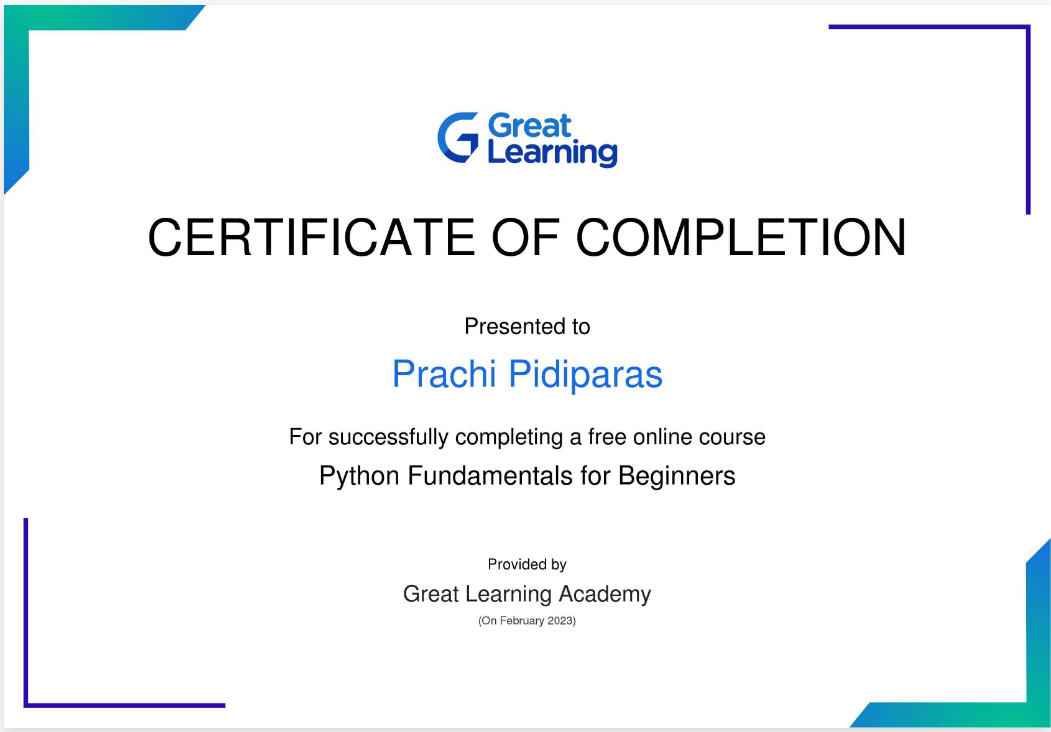 Great
Learning
CERTIFICATE OF COMPLETION
Presented to
Prachi Pidiparas
For successfully completing a free online course
Python Fundamentals for Beginners
Provided by
Great Learning Academy
(On February 2023)